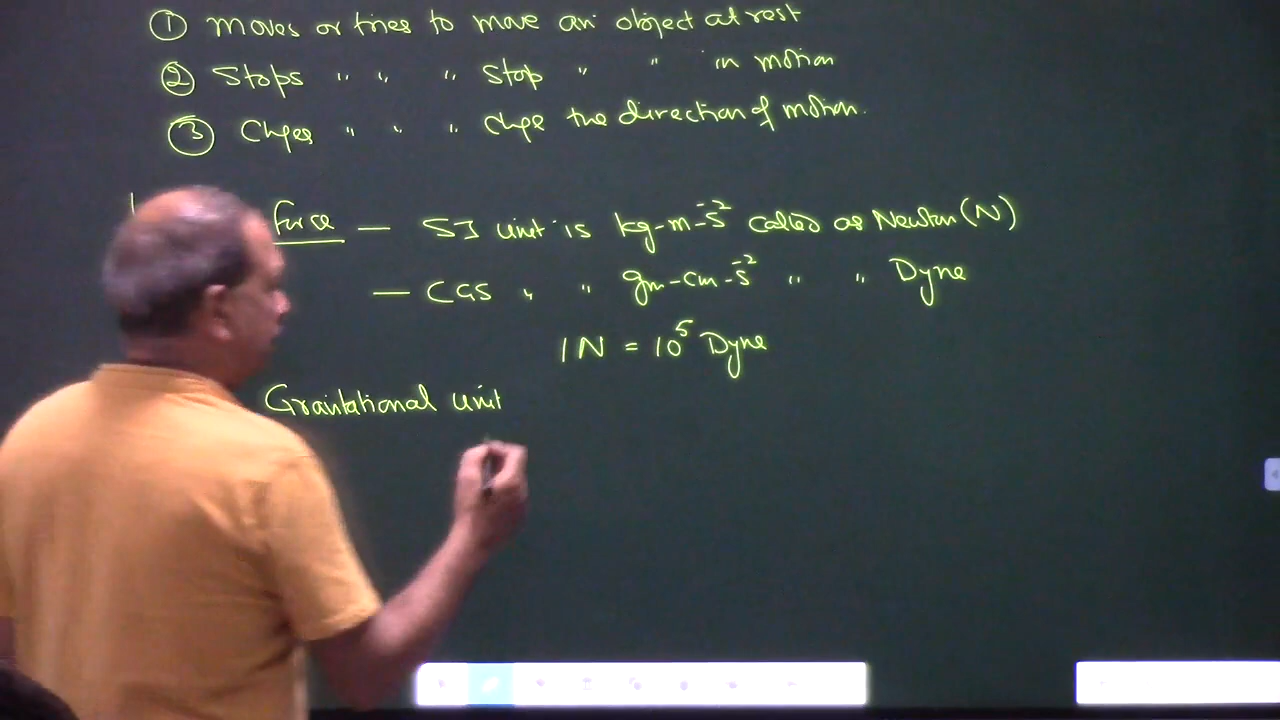 ① Moves or tries to move an object at rest
② Stops " " " Stop " " in motion
③ Chges " " " chge the direction of motion.
Force — SI unit is kg-m-s⁻² called as Newton (N)
— CGS " " gm-cm-s⁻² " " Dyne
1N = 10⁵ Dyne
Gravitational unit